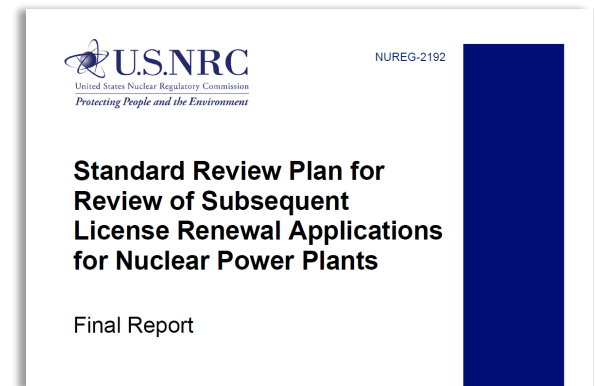 U.S.NRC
United States Nuclear Regulatory Commission
Protecting People and the Environment
NUREG-2192
Standard Review Plan for
Review of Subsequent
License Renewal Applications
for Nuclear Power Plants
Final Report